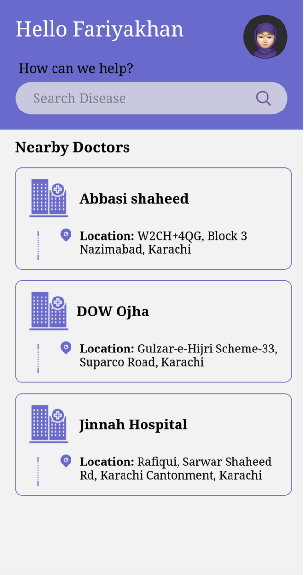 Hello Fariyakhan
How can we help?
Search Disease
Nearby Doctors
Abbasi shaheed
Location: W2CH+4QG, Block 3
Nazimabad, Karachi
DOW Ojha
Location: Gulzar-e-Hijri Scheme-33,
Suparco Road, Karachi
Jinnah Hospital
Location: Rafiqui, Sarwar Shaheed
Rd, Karachi Cantonment, Karachi